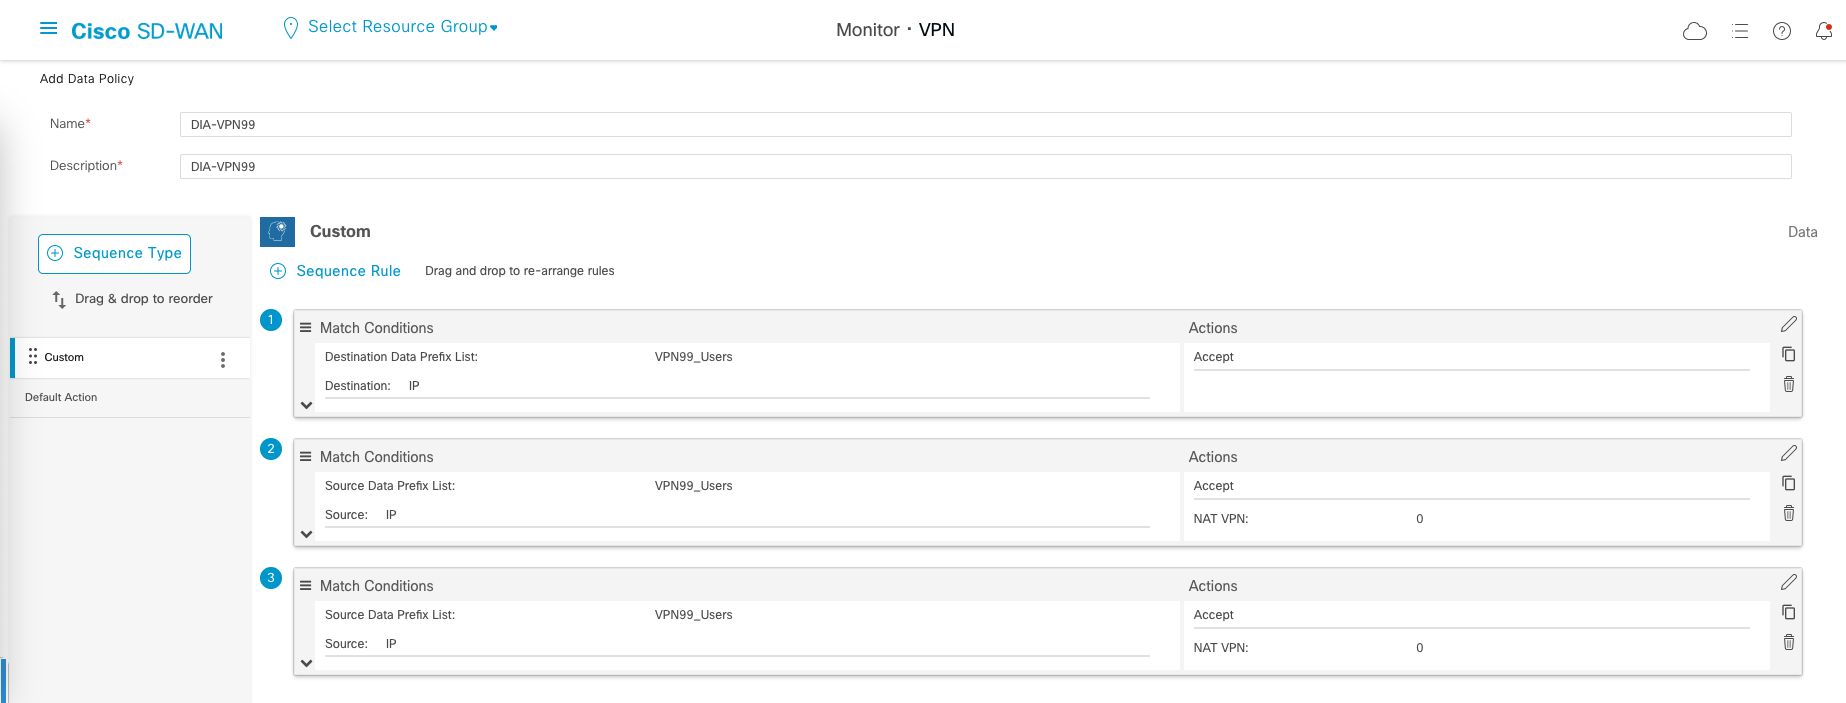 Cisco SD-WAN
Select Resource Group
Monitor · VPN
Add Data Policy
Name*
DIA-VPN99
Description*
DIA-VPN99
Sequence Type
Drag & drop to reorder
Custom
Default Action
Custom
Data
Sequence Rule
Drag and drop to re-arrange rules
1
Match Conditions
Actions
Destination Data Prefix List: VPN99_Users
Accept
Destination: IP
2
Match Conditions
Actions
Source Data Prefix List: VPN99_Users
Accept
Source: IP
NAT VPN: 0
3
Match Conditions
Actions
Source Data Prefix List: VPN99_Users
Accept
Source: IP
NAT VPN: 0